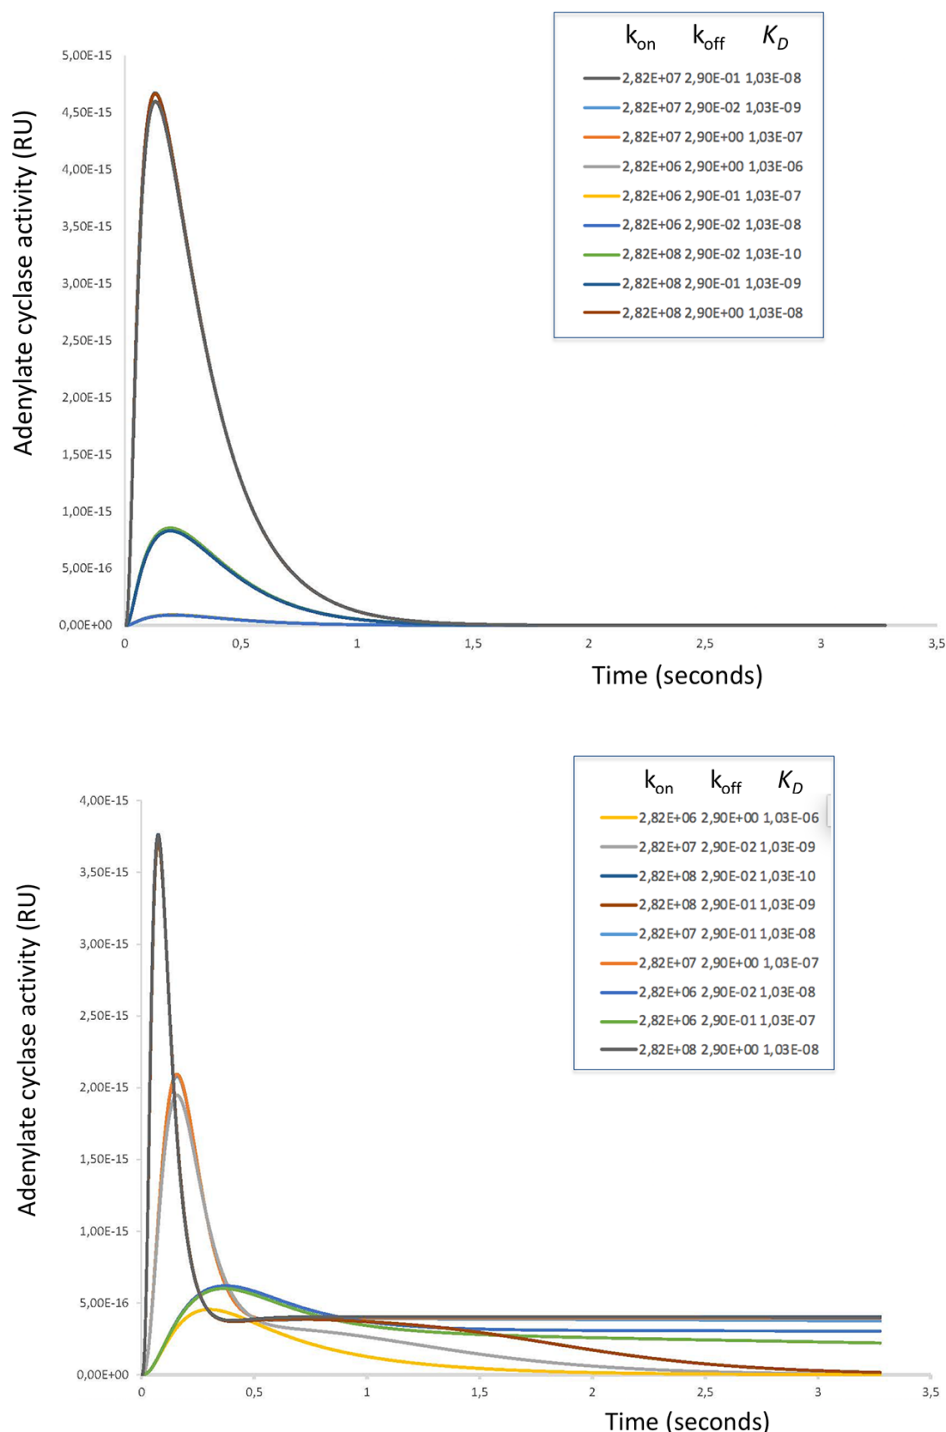 k_on k_off K_D
2,82E+07 2,90E-01 1,03E-08
2,82E+07 2,90E-02 1,03E-09
2,82E+07 2,90E+00 1,03E-07
2,82E+06 2,90E+00 1,03E-06
2,82E+06 2,90E-01 1,03E-07
2,82E+06 2,90E-02 1,03E-08
2,82E+08 2,90E-02 1,03E-10
2,82E+08 2,90E-01 1,03E-09
2,82E+08 2,90E+00 1,03E-08
Adenylate cyclase activity (RU)
5,00E-15
4,50E-15
4,00E-15
3,50E-15
3,00E-15
2,50E-15
2,00E-15
1,50E-15
1,00E-15
5,00E-16
0,00E+00
0 0,5 1 1,5 2 2,5 3 3,5
Time (seconds)
k_on k_off K_D
2,82E+06 2,90E+00 1,03E-06
2,82E+07 2,90E-02 1,03E-09
2,82E+08 2,90E-02 1,03E-10
2,82E+08 2,90E-01 1,03E-09
2,82E+07 2,90E-01 1,03E-08
2,82E+07 2,90E+00 1,03E-07
2,82E+06 2,90E-02 1,03E-08
2,82E+06 2,90E-01 1,03E-07
2,82E+08 2,90E+00 1,03E-08
Adenylate cyclase activity (RU)
4,00E-15
3,50E-15
3,00E-15
2,50E-15
2,00E-15
1,50E-15
1,00E-15
5,00E-16
0,00E+00
0 0,5 1 1,5 2 2,5 3 3,5
Time (seconds)